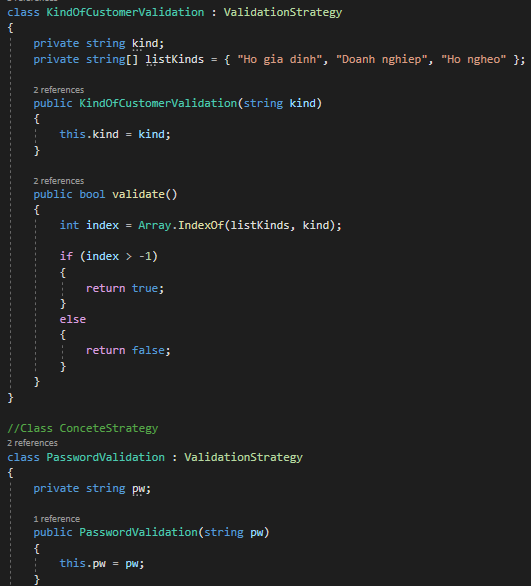 class KindOfCustomerValidation : ValidationStrategy
{
private string kind;
private string[] listKinds = { "Ho gia dinh", "Doanh nghiep", "Ho ngheo" };
2 references
public KindOfCustomerValidation(string kind)
{
this.kind = kind;
}
2 references
public bool validate()
{
int index = Array.IndexOf(listKinds, kind);
if (index > -1)
{
return true;
}
else
{
return false;
}
}
}
//Class ConceteStrategy
2 references
class PasswordValidation : ValidationStrategy
{
private string pw;
1 reference
public PasswordValidation(string pw)
{
this.pw = pw;
}